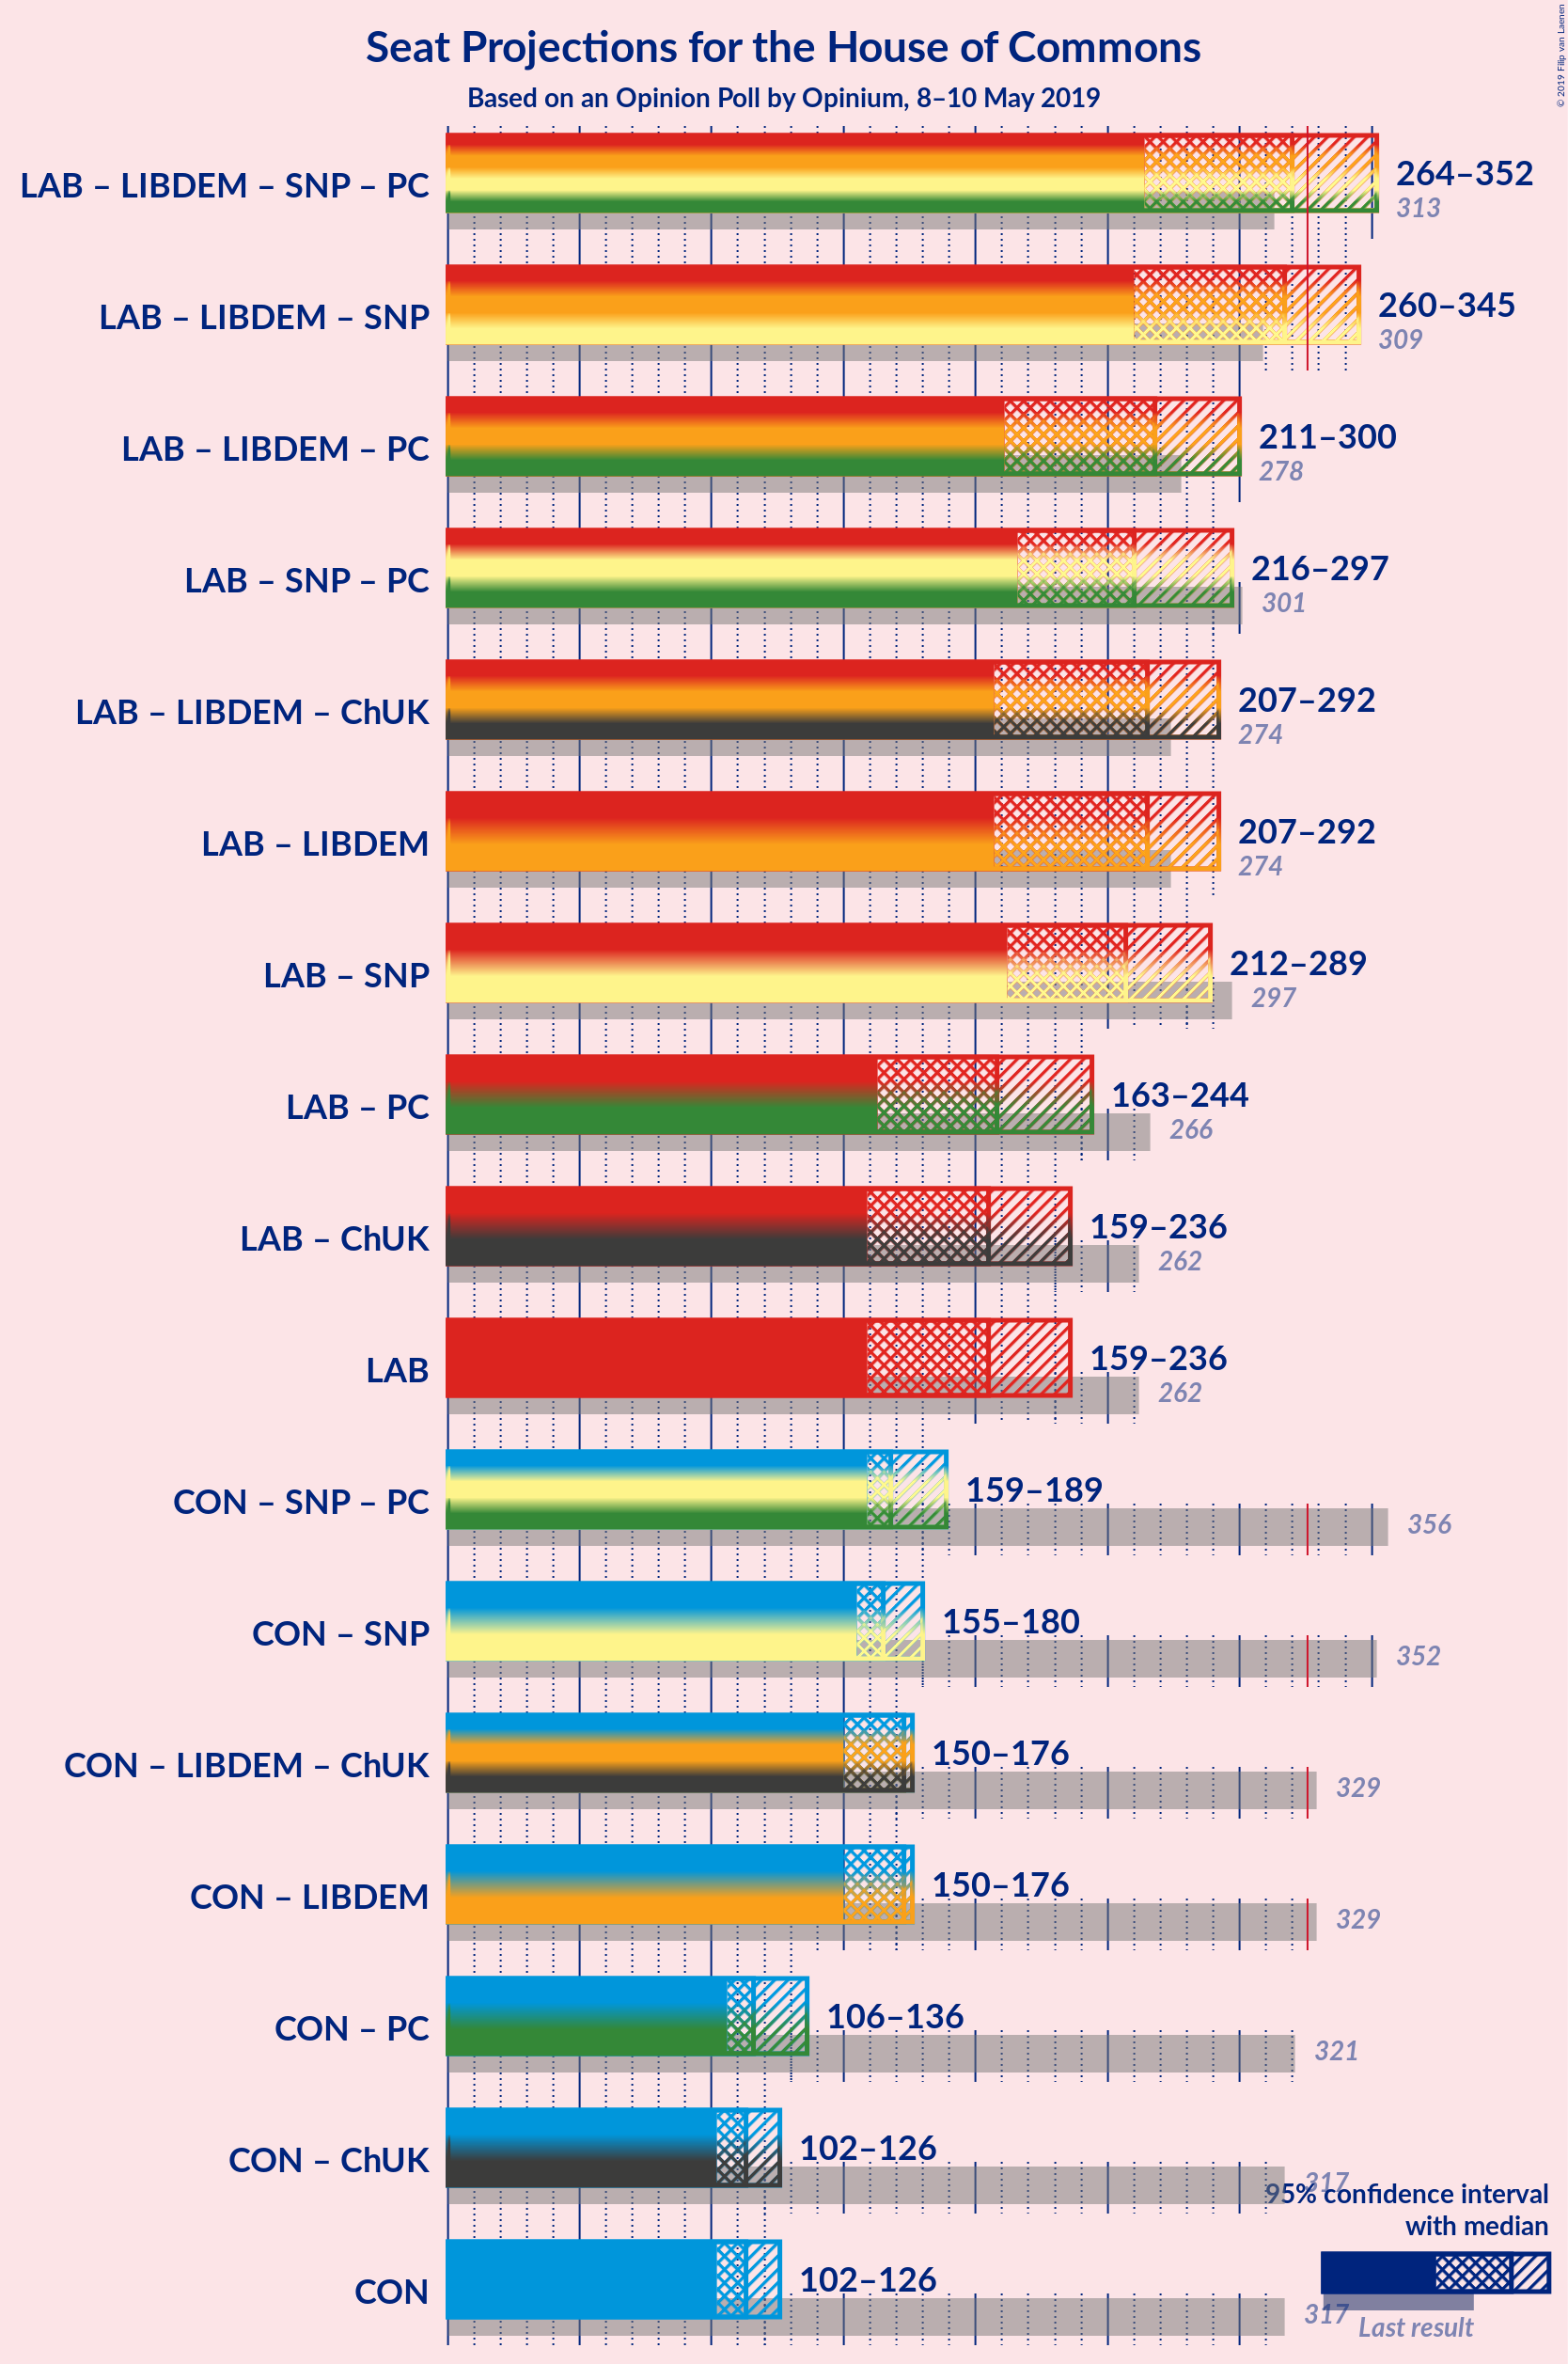 Seat Projections for the House of Commons
Based on an Opinion Poll by Opinium, 8–10 May 2019
© 2019 Filip van Laenen
LAB – LIBDEM – SNP – PC
264–352
313
LAB – LIBDEM – SNP
260–345
309
LAB – LIBDEM – PC
211–300
278
LAB – SNP – PC
216–297
301
LAB – LIBDEM – ChUK
207–292
274
LAB – LIBDEM
207–292
274
LAB – SNP
212–289
297
LAB – PC
163–244
266
LAB – ChUK
159–236
262
LAB
159–236
262
CON – SNP – PC
159–189
356
CON – SNP
155–180
352
CON – LIBDEM – ChUK
150–176
329
CON – LIBDEM
150–176
329
CON – PC
106–136
321
CON – ChUK
102–126
317
CON
102–126
317
95% confidence interval
with median
Last result